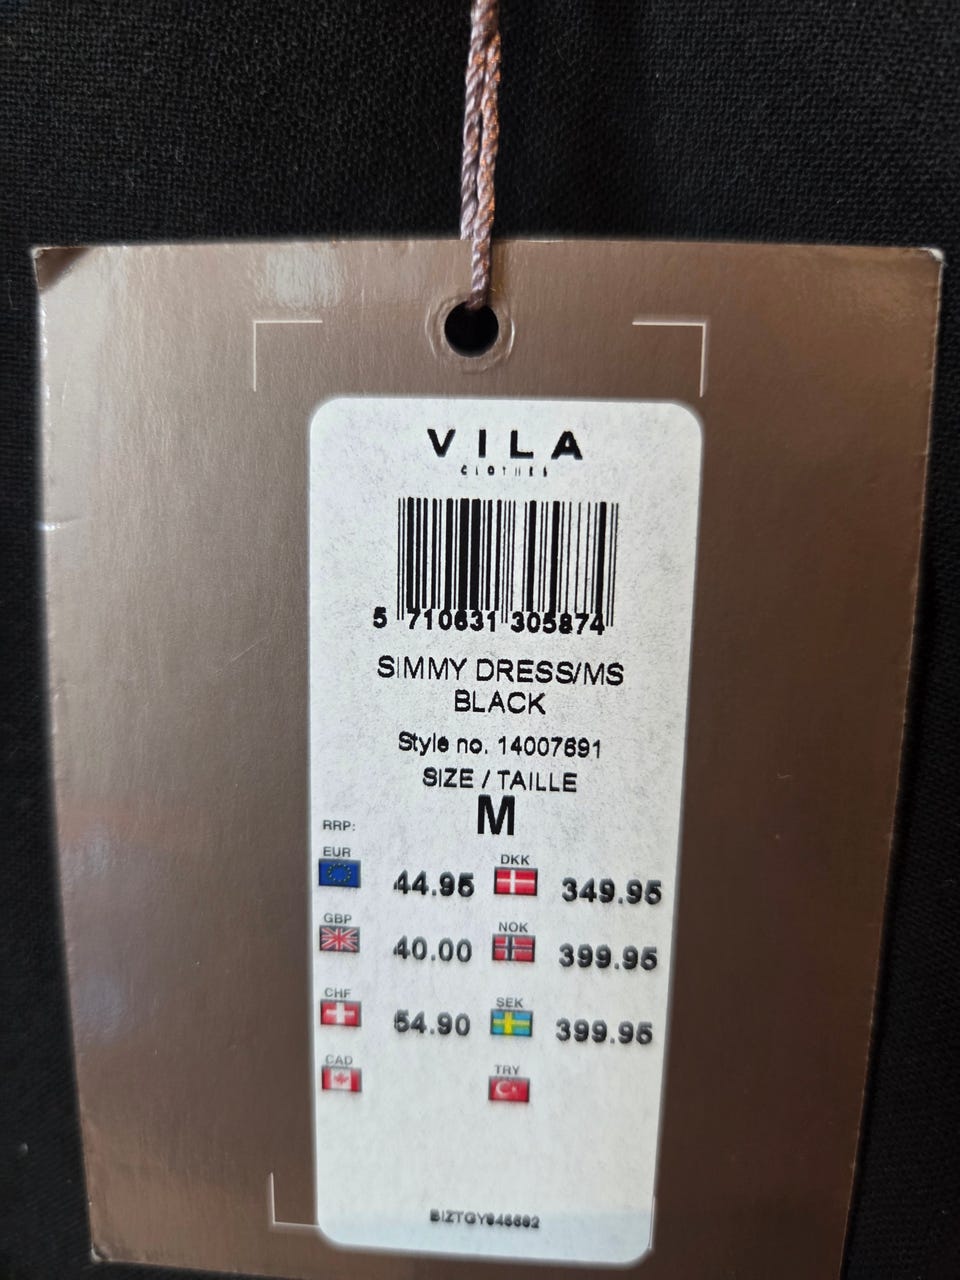 VILA
CLOTHES
5 710631 305874
SIMMY DRESS/MS
BLACK
Style no. 14007691
SIZE / TAILLE
M
RRP:
EUR 44.95 DKK 349.95
GBP 40.00 NOK 399.95
CHF 54.90 SEK 399.95
CAD TRY